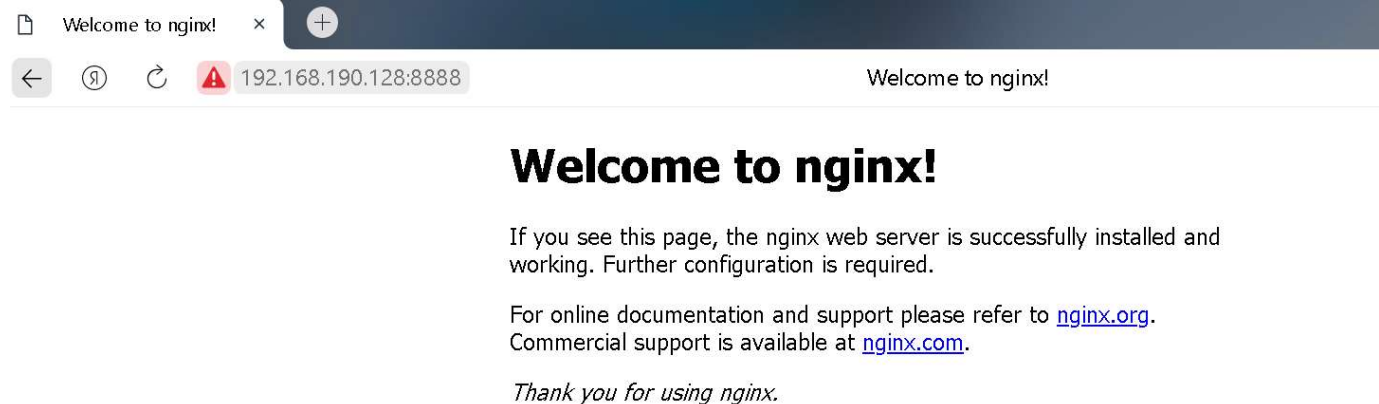 Welcome to nginx!
192.168.190.128:8888
Welcome to nginx!
Welcome to nginx!
If you see this page, the nginx web server is successfully installed and
working. Further configuration is required.
For online documentation and support please refer to nginx.org.
Commercial support is available at nginx.com.
Thank you for using nginx.